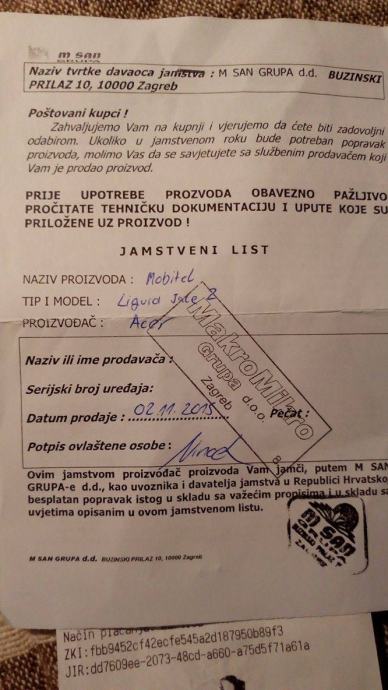 m san
GRUPA
Naziv tvrtke davaoca jamstva : M SAN GRUPA d.d. BUZINSKI
PRILAZ 10, 10000 Zagreb
Poštovani kupci !
Zahvaljujemo Vam na kupnji i vjerujemo da ćete biti zadovoljni
odabirom. Ukoliko u jamstvenom roku bude potreban popravak
proizvoda, molimo Vas da se savjetujete sa službenim prodavačem koji
Vam je prodao proizvod.
PRIJE UPOTREBE PROZVODA OBAVEZNO PAŽLJIVO
PROČITATE TEHNIČKU DOKUMENTACIJU I UPUTE KOJE SU
PRILOŽENE UZ PROIZVOD !
JAMSTVENI LIST
NAZIV PROIZVODA : Mobitel
TIP I MODEL : Liquid Jade Z
PROIZVOĐAČ : Acer
MakroMikro
Grupa d.o.o.
Zagreb 8
Naziv ili ime prodavača :
Serijski broj uređaja:
Datum prodaje : 02.11.2015 Pečat :
Potpis ovlaštene osobe :
Ovim jamstvom proizvođač proizvoda Vam jamči, putem M SAN
GRUPA-e d.d., kao uvoznika i davatelja jamstva u Republici Hrvatsko
besplatan popravak istog u skladu sa važećim propisima i u skladu sa
uvjetima opisanim u ovom jamstvenom listu.
m san
M SAN GRUPA d.d. BUZINSKI PRILAZ 10, 10000 Zagreb
Način
ZKI:fbb9452cf42ecfe545a2d187950b89f3
JIR:dd7609ee-2073-48cd-a660-a75d5f71a61a